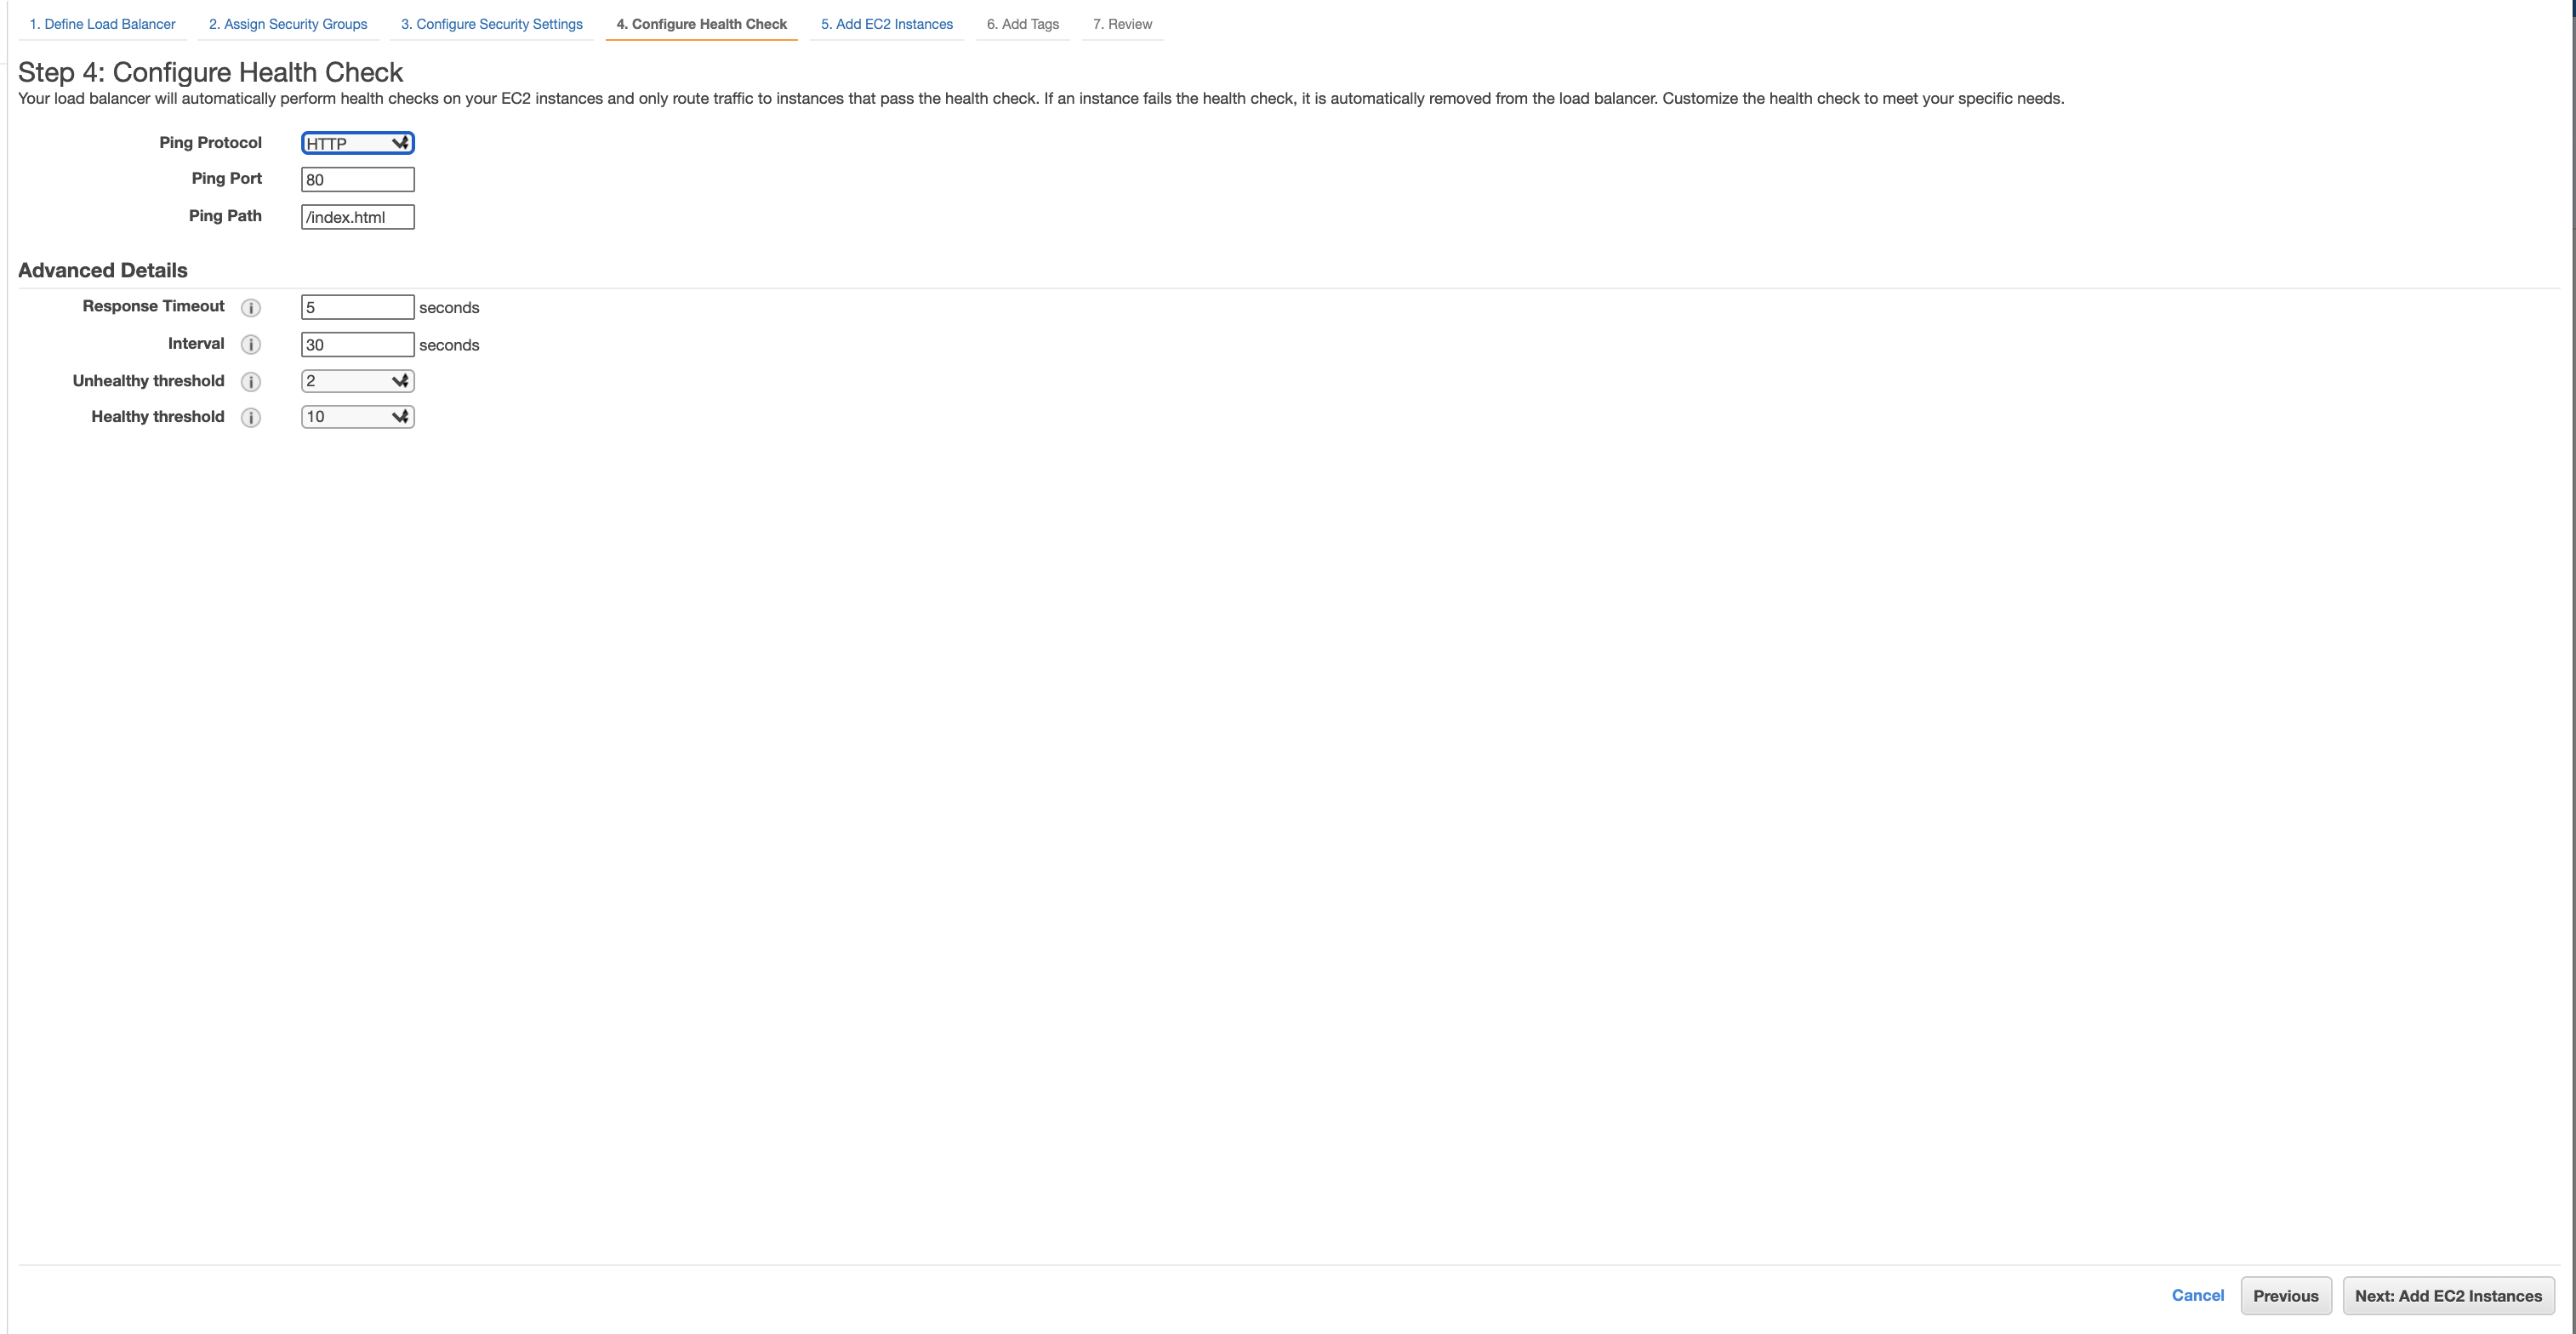 1. Define Load Balancer 2. Assign Security Groups 3. Configure Security Settings 4. Configure Health Check 5. Add EC2 Instances 6. Add Tags 7. Review
Step 4: Configure Health Check
Your load balancer will automatically perform health checks on your EC2 instances and only route traffic to instances that pass the health check. If an instance fails the health check, it is automatically removed from the load balancer. Customize the health check to meet your specific needs.
Ping Protocol HTTP
Ping Port 80
Ping Path /index.html
Advanced Details
Response Timeout i 5 seconds
Interval i 30 seconds
Unhealthy threshold i 2
Healthy threshold i 10
Cancel Previous Next: Add EC2 Instances